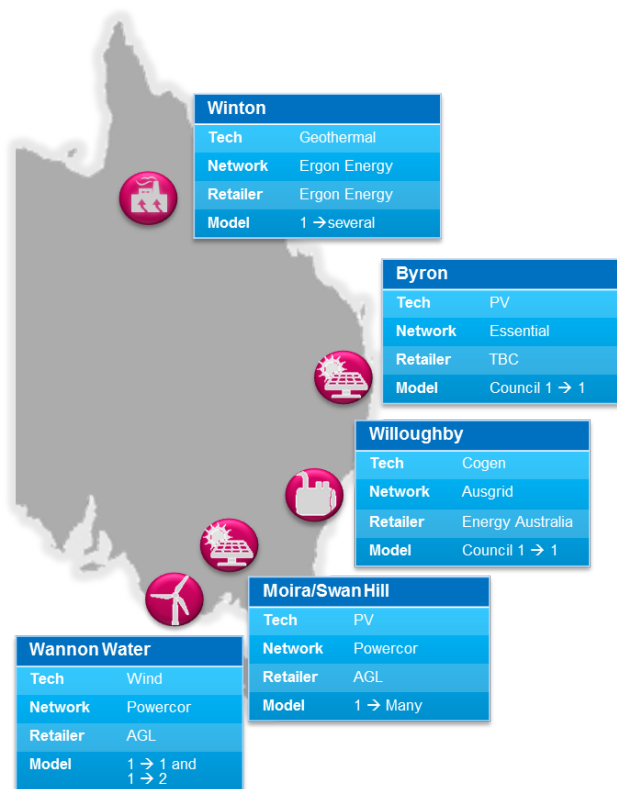 Winton
Tech Geothermal
Network Ergon Energy
Retailer Ergon Energy
Model 1 → several
Byron
Tech PV
Network Essential
Retailer TBC
Model Council 1 → 1
Willoughby
Tech Cogen
Network Ausgrid
Retailer Energy Australia
Model Council 1 → 1
Moira/Swan Hill
Tech PV
Network Powercor
Retailer AGL
Model 1 → Many
Wannon Water
Tech Wind
Network Powercor
Retailer AGL
Model 1 → 1 and
1 → 2